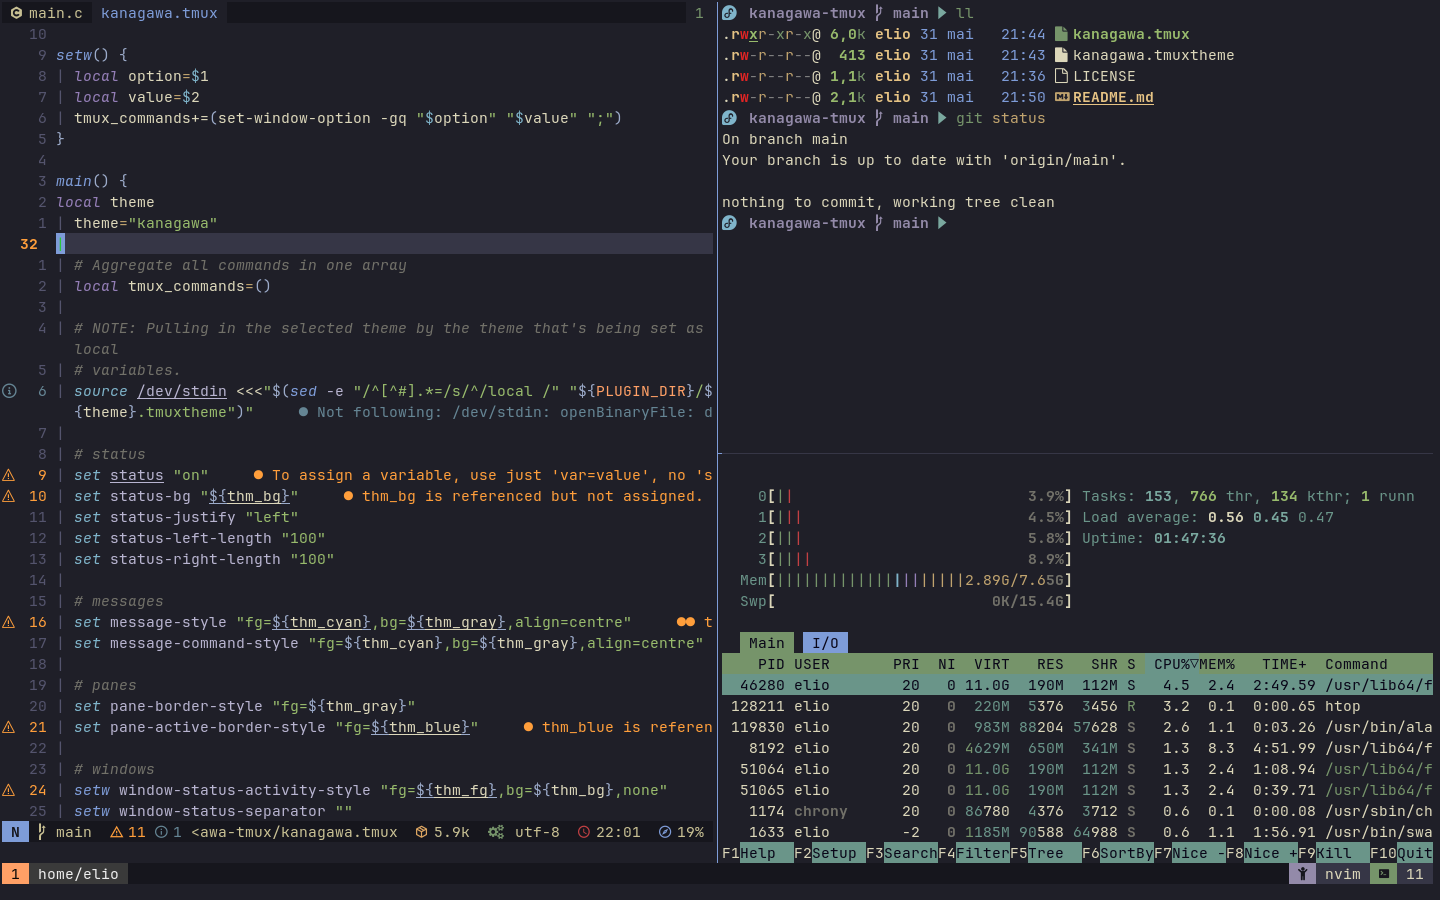 main.c kanagawa.tmux 1
10
9 setw() {
8 | local option=$1
7 | local value=$2
6 | tmux_commands+=(set-window-option -gq "$option" "$value" ";")
5 }
4
3 main() {
2 local theme
1 | theme="kanagawa"
32
1 | # Aggregate all commands in one array
2 | local tmux_commands=()
3 |
4 | # NOTE: Pulling in the selected theme by the theme that's being set as
local
5 | # variables.
6 | source /dev/stdin <<<"$(sed -e "/^[^#].*=/s/^/local /" "${PLUGIN_DIR}/$
{theme}.tmuxtheme")" ● Not following: /dev/stdin: openBinaryFile: d
7 |
8 | # status
9 | set status "on" ● To assign a variable, use just 'var=value', no 's
10 | set status-bg "${thm_bg}" ● thm_bg is referenced but not assigned.
11 | set status-justify "left"
12 | set status-left-length "100"
13 | set status-right-length "100"
14 |
15 | # messages
16 | set message-style "fg=${thm_cyan},bg=${thm_gray},align=centre" ●● t
17 | set message-command-style "fg=${thm_cyan},bg=${thm_gray},align=centre"
18 |
19 | # panes
20 | set pane-border-style "fg=${thm_gray}"
21 | set pane-active-border-style "fg=${thm_blue}" ● thm_blue is referen
22 |
23 | # windows
24 | setw window-status-activity-style "fg=${thm_fg},bg=${thm_bg},none"
25 | setw window-status-separator ""
N main 11 1 <awa-tmux/kanagawa.tmux 5.9k utf-8 22:01 19%
kanagawa-tmux main ll
.rwxr-xr-x@ 6,0k elio 31 mai 21:44 kanagawa.tmux
.rw-r--r--@ 413 elio 31 mai 21:43 kanagawa.tmuxtheme
.rw-r--r--@ 1,1k elio 31 mai 21:36 LICENSE
.rw-r--r--@ 2,1k elio 31 mai 21:50 README.md
kanagawa-tmux main git status
On branch main
Your branch is up to date with 'origin/main'.
nothing to commit, working tree clean
kanagawa-tmux main
0[|| 3.9%] Tasks: 153, 766 thr, 134 kthr; 1 runn
1[||| 4.5%] Load average: 0.56 0.45 0.47
2[||| 5.8%] Uptime: 01:47:36
3[|||| 8.9%]
Mem[|||||||||||||||||||||2.89G/7.65G]
Swp[ 0K/15.4G]
Main I/O
PID USER PRI NI VIRT RES SHR S CPU%▽MEM% TIME+ Command
46280 elio 20 0 11.0G 190M 112M S 4.5 2.4 2:49.59 /usr/lib64/f
128211 elio 20 0 220M 5376 3456 R 3.2 0.1 0:00.65 htop
119830 elio 20 0 983M 88204 57628 S 2.6 1.1 0:03.26 /usr/bin/ala
8192 elio 20 0 4629M 650M 341M S 1.3 8.3 4:51.99 /usr/lib64/f
51064 elio 20 0 11.0G 190M 112M S 1.3 2.4 1:08.94 /usr/lib64/f
51065 elio 20 0 11.0G 190M 112M S 1.3 2.4 0:39.71 /usr/lib64/f
1174 chrony 20 0 86780 4376 3712 S 0.6 0.1 0:00.08 /usr/sbin/ch
1633 elio -2 0 1185M 90588 64988 S 0.6 1.1 1:56.91 /usr/bin/swa
F1Help F2Setup F3SearchF4FilterF5Tree F6SortByF7Nice -F8Nice +F9Kill F10Quit
1 home/elio nvim 11